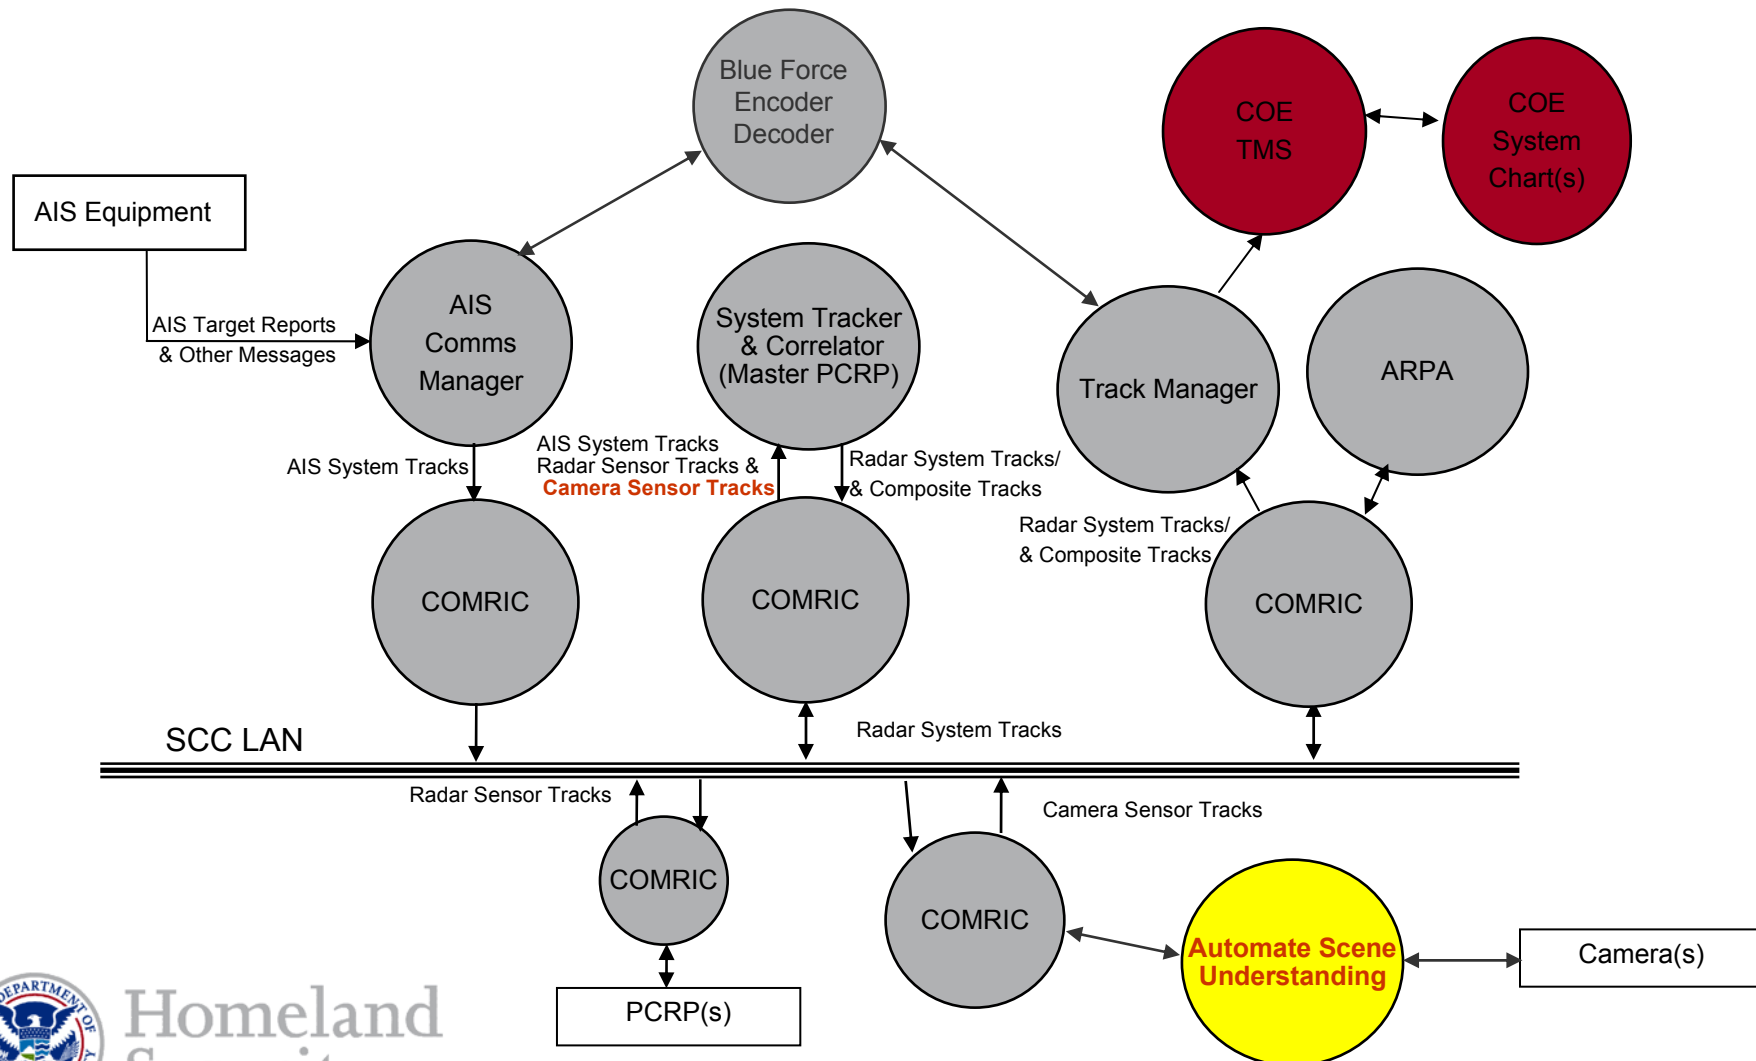 Blue Force
Encoder
Decoder
COE
TMS
COE
System
Chart(s)
AIS Equipment
AIS Target Reports
& Other Messages
AIS
Comms
Manager
System Tracker
& Correlator
(Master PCRP)
Track Manager
ARPA
AIS System Tracks
AIS System Tracks
Radar Sensor Tracks &
Camera Sensor Tracks
Radar System Tracks/
& Composite Tracks
Radar System Tracks/
& Composite Tracks
COMRIC
COMRIC
COMRIC
SCC LAN
Radar System Tracks
Radar Sensor Tracks
Camera Sensor Tracks
COMRIC
COMRIC
Automate Scene
Understanding
Camera(s)
PCRP(s)
Homeland